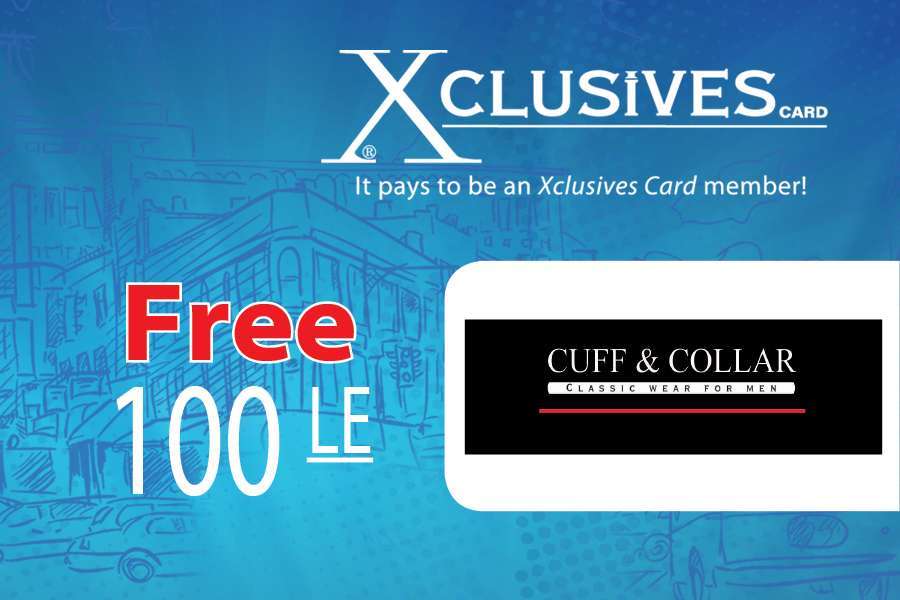 XCLUSiVES CARD
®
It pays to be an Xclusives Card member!
Free
100 LE
CUFF & COLLAR
CLASSIC WEAR FOR MEN